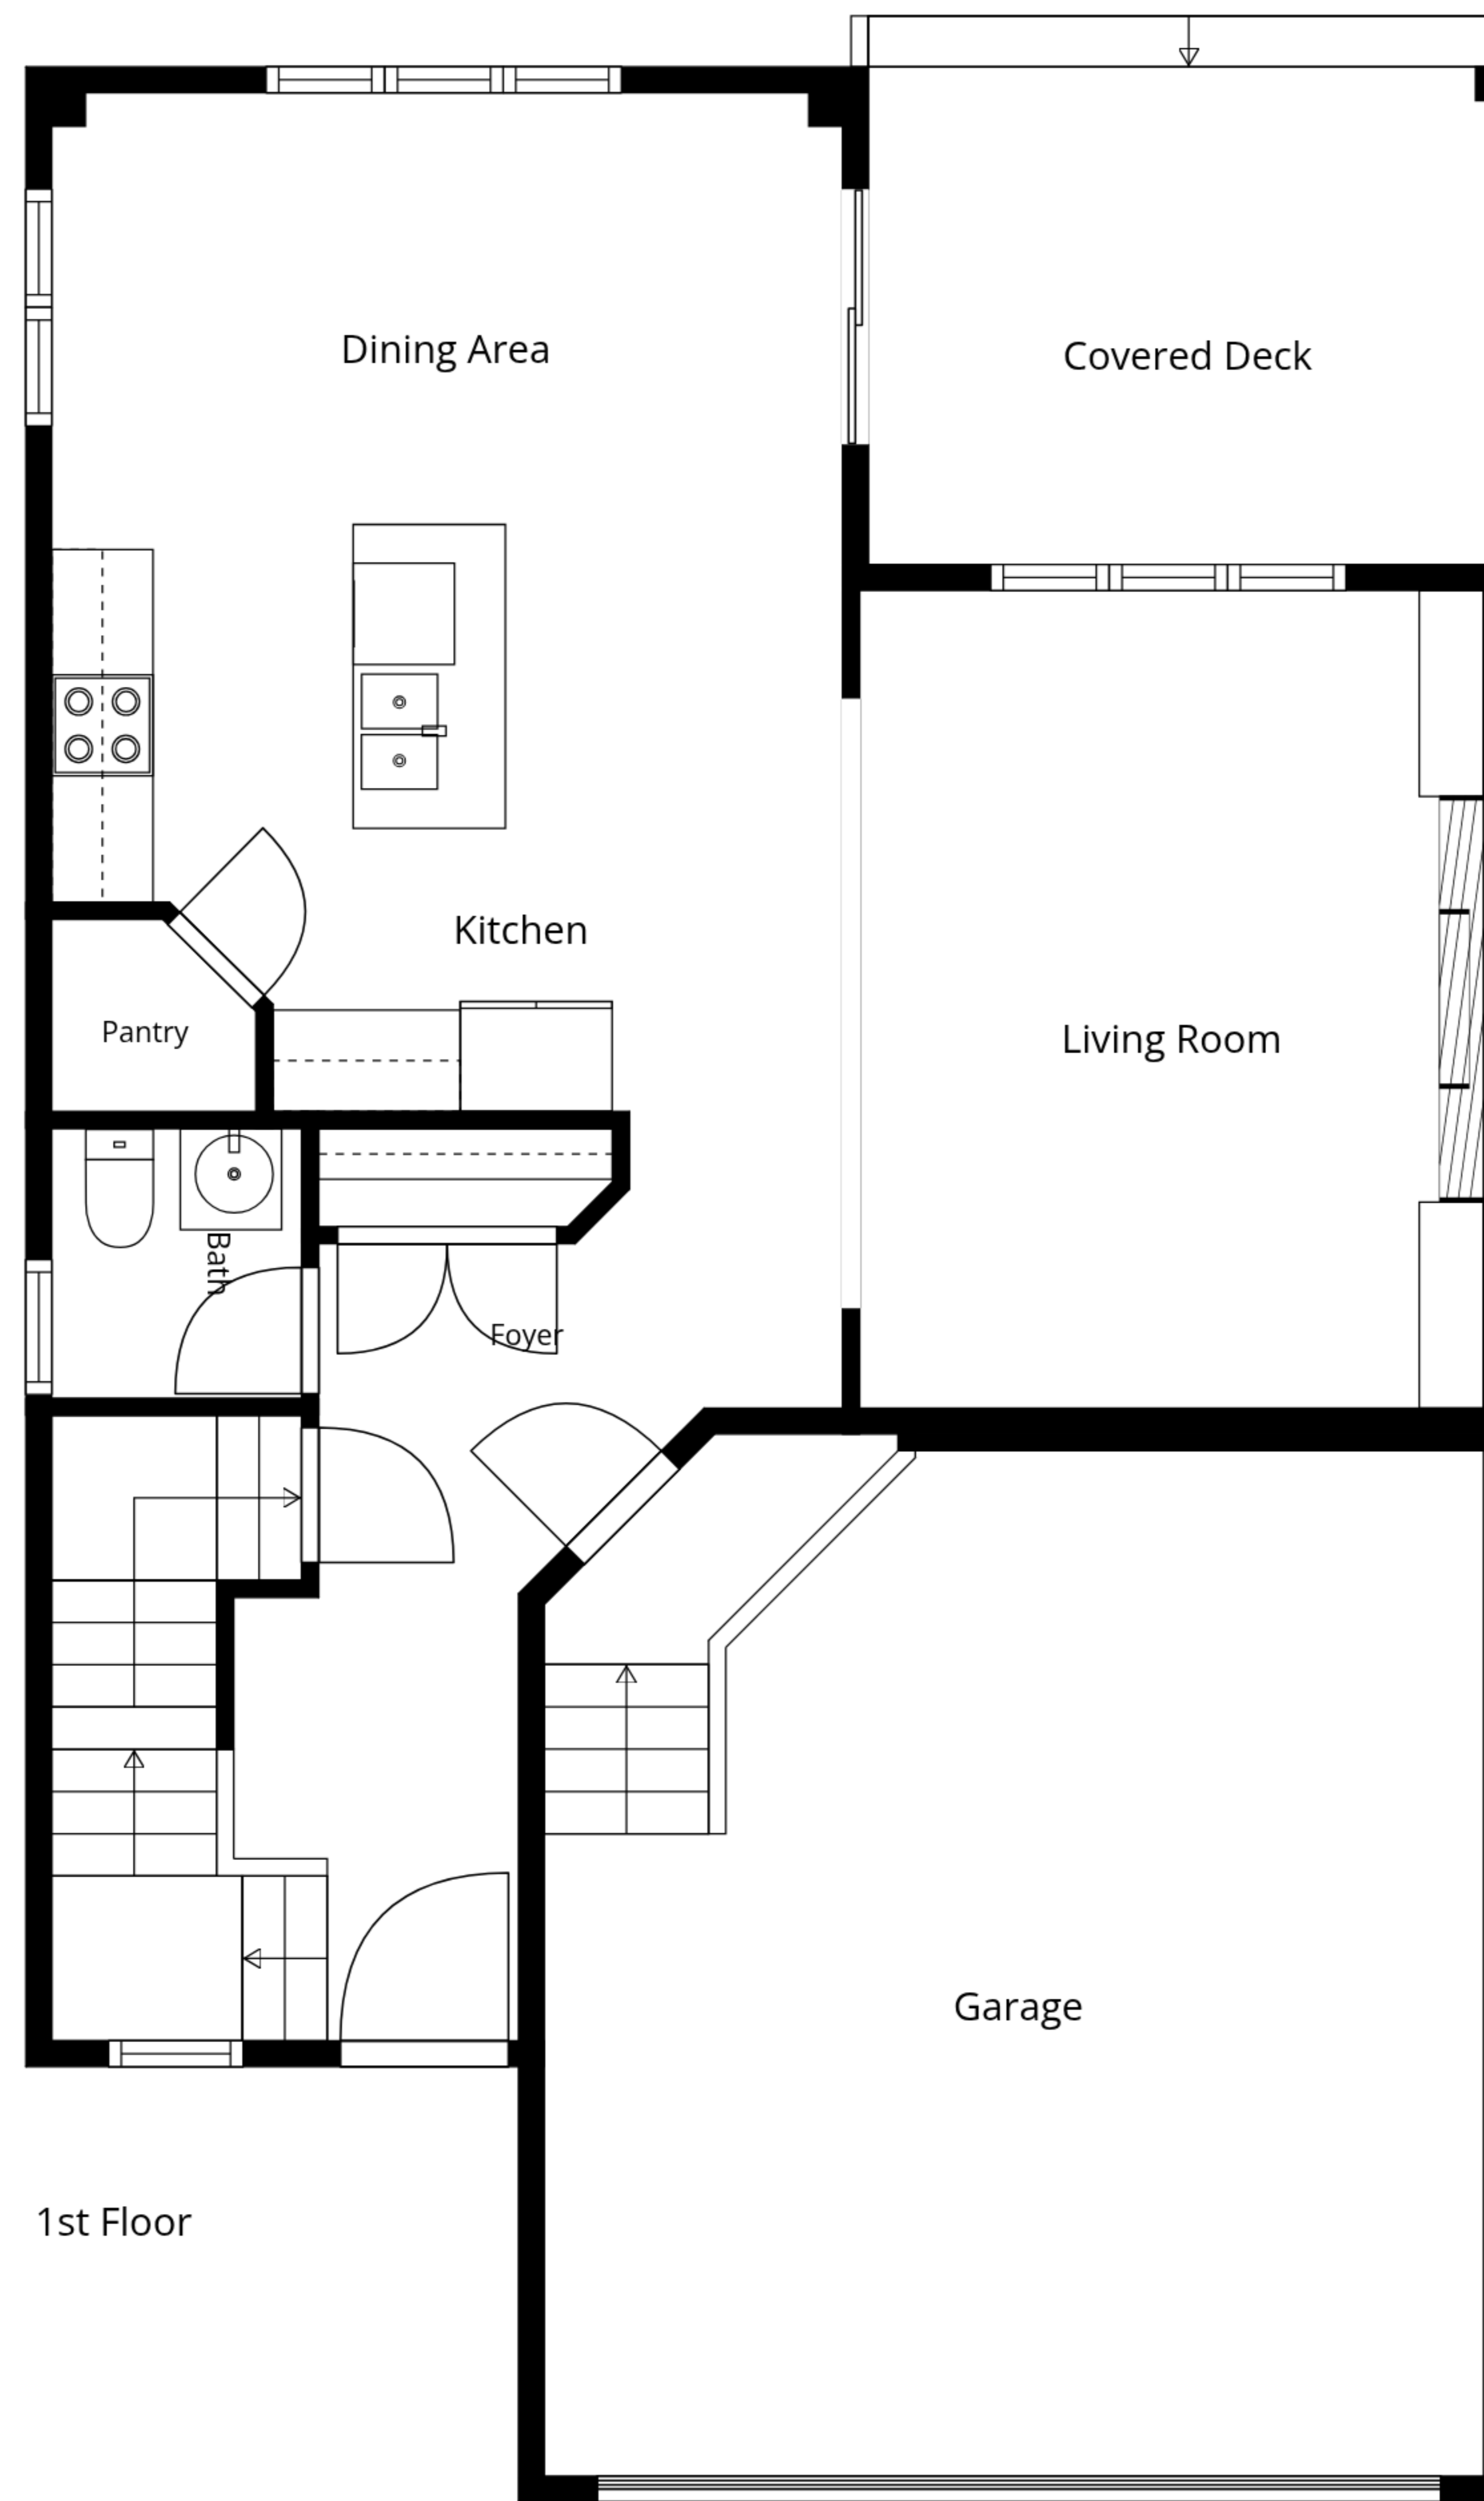 Dining Area
Covered Deck
Kitchen
Pantry
Living Room
Bath
Foyer
Garage
1st Floor